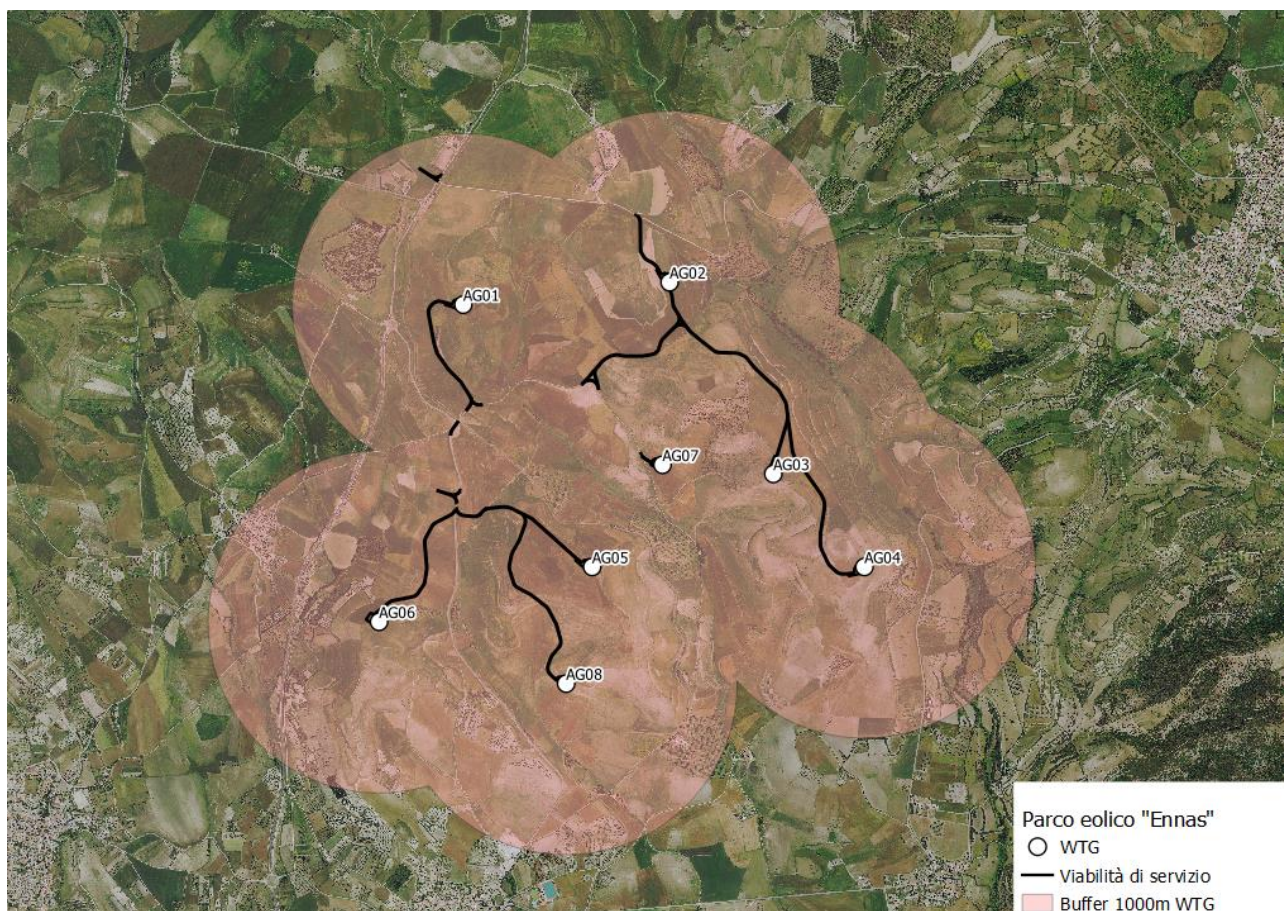 AG02
AG01
AG07
AG03
AG05
AG04
AG06
AG08
Parco eolico "Ennas"
WTG
Viabilità di servizio
Buffer 1000m WTG